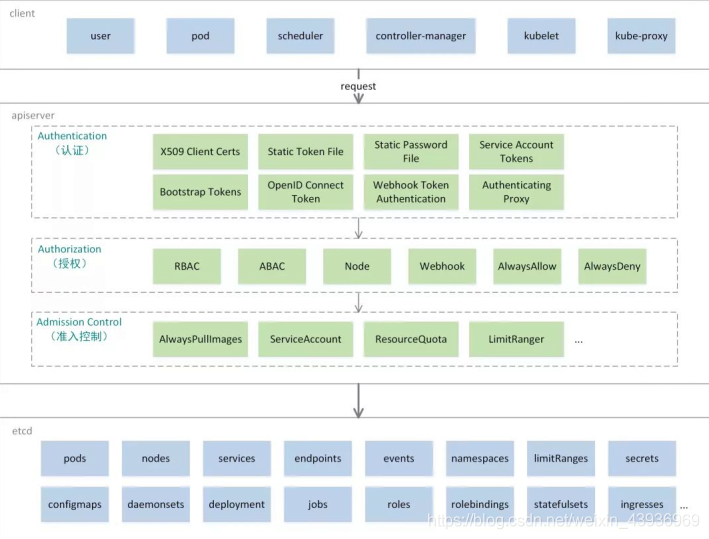 client
user
pod
scheduler
controller-manager
kubelet
kube-proxy
request
apiserver
Authentication
（认证）
X509 Client Certs
Static Token File
Static Password
File
Service Account
Tokens
Bootstrap Tokens
OpenID Connect
Token
Webhook Token
Authentication
Authenticating
Proxy
Authorization
（授权）
RBAC
ABAC
Node
Webhook
AlwaysAllow
AlwaysDeny
Admission Control
（准入控制）
AlwaysPullImages
ServiceAccount
ResourceQuota
LimitRanger
...
etcd
pods
nodes
services
endpoints
events
namespaces
limitRanges
secrets
configmaps
daemonsets
deployment
jobs
roles
rolebindings
statefulsets
ingresses
...
https://blog.csdn.net/weixin_43936969